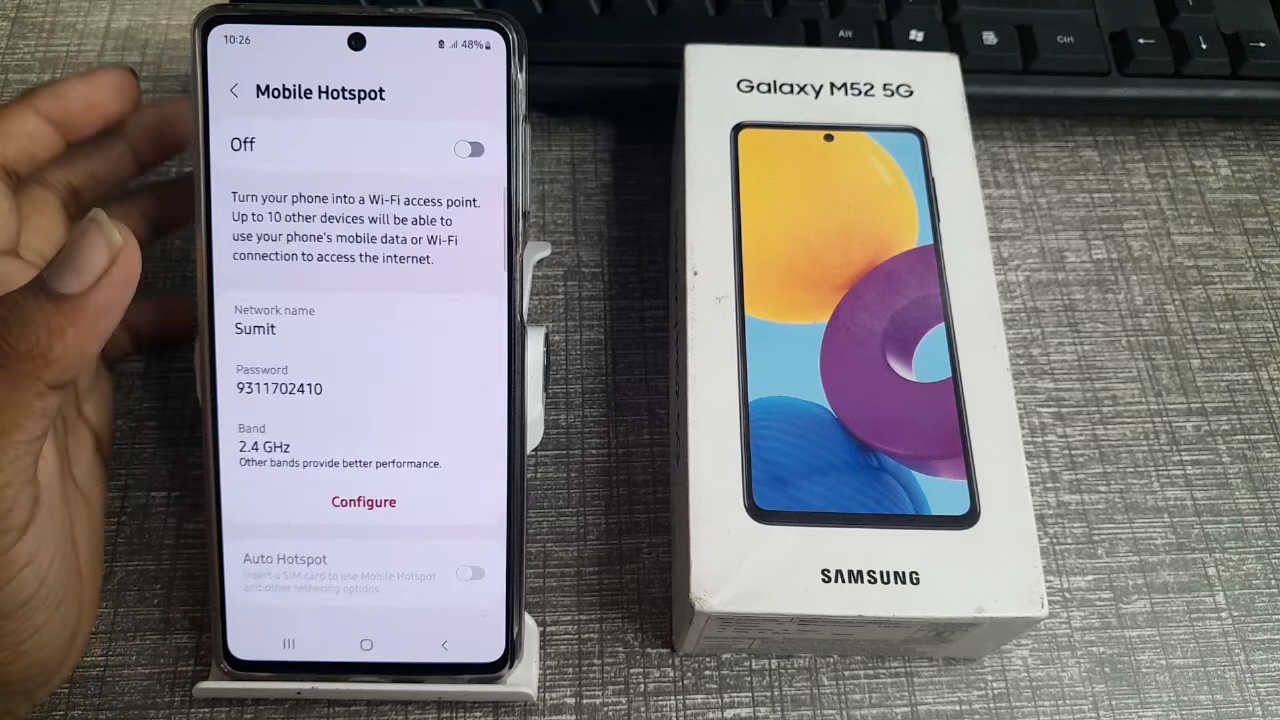 10:26
48%
Mobile Hotspot
Off
Turn your phone into a Wi-Fi access point.
Up to 10 other devices will be able to
use your phone's mobile data or Wi-Fi
connection to access the internet.
Network name
Sumit
Password
9311702410
Band
2.4 GHz
Other bands provide better performance.
Configure
Auto Hotspot
Insert a SIM card to use Mobile Hotspot
and other tethering options.
Galaxy M52 5G
SAMSUNG
Alt
Ctrl